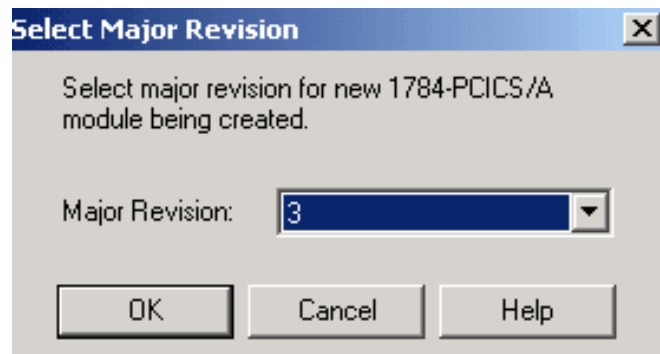 Select Major Revision
Select major revision for new 1784-PCICS/A
module being created.
Major Revision: 3
OK Cancel Help